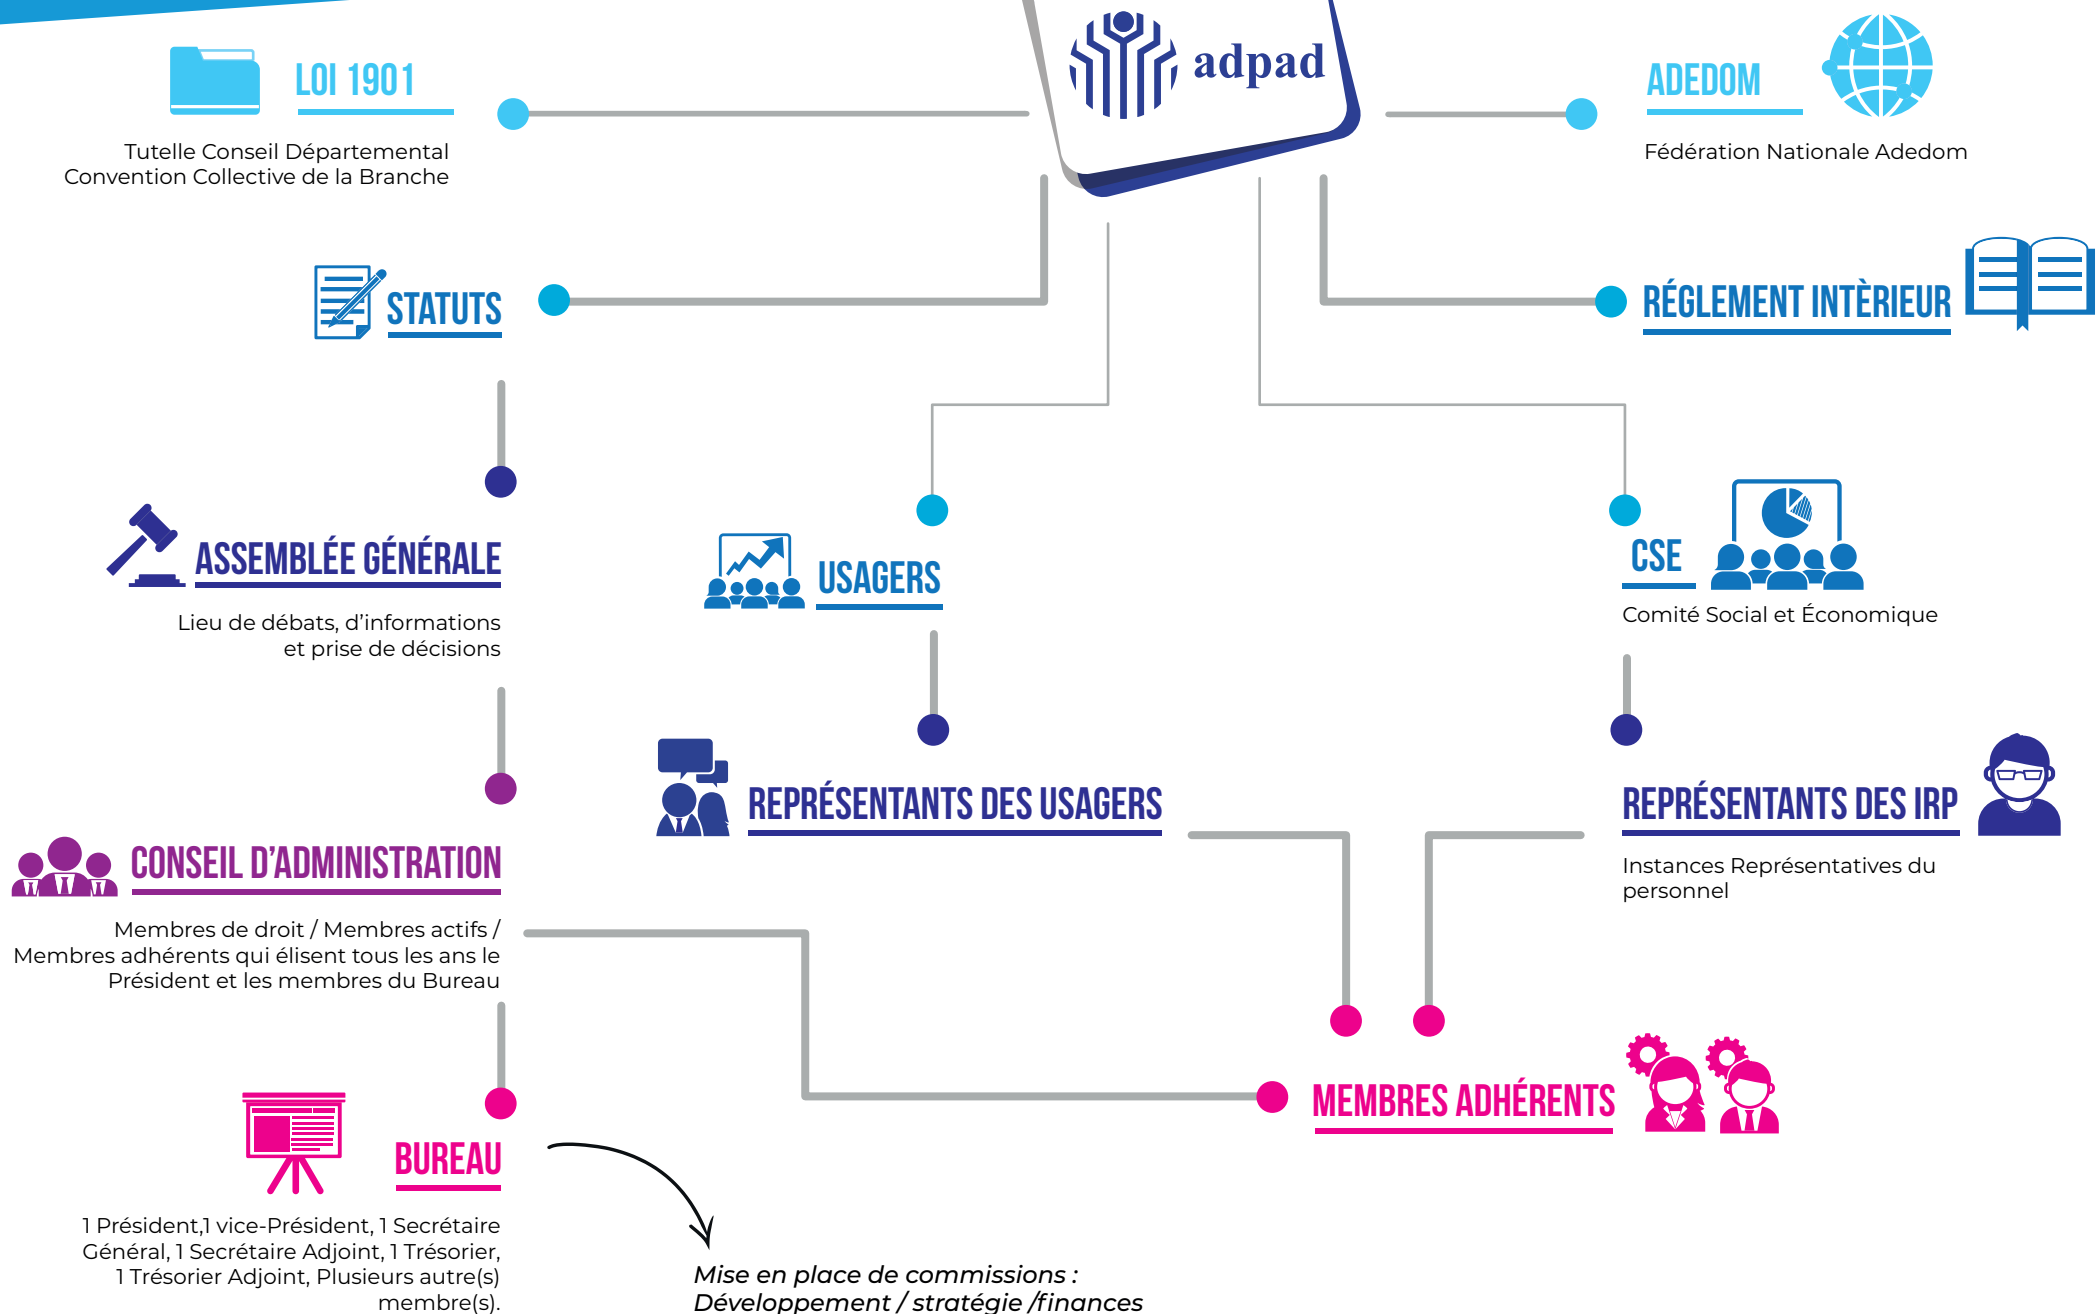 adpad
LOI 1901
Tutelle Conseil Départemental
Convention Collective de la Branche
ADEDOM
Fédération Nationale Adedom
STATUTS
RÉGLEMENT INTÈRIEUR
ASSEMBLÉE GÉNÉRALE
Lieu de débats, d'informations
et prise de décisions
USAGERS
CSE
Comité Social et Économique
REPRÉSENTANTS DES USAGERS
REPRÉSENTANTS DES IRP
Instances Représentatives du
personnel
CONSEIL D'ADMINISTRATION
Membres de droit / Membres actifs /
Membres adhérents qui élisent tous les ans le
Président et les membres du Bureau
MEMBRES ADHÉRENTS
BUREAU
1 Président,1 vice-Président, 1 Secrétaire
Général, 1 Secrétaire Adjoint, 1 Trésorier,
1 Trésorier Adjoint, Plusieurs autre(s)
membre(s).
Mise en place de commissions :
Développement / stratégie /finances